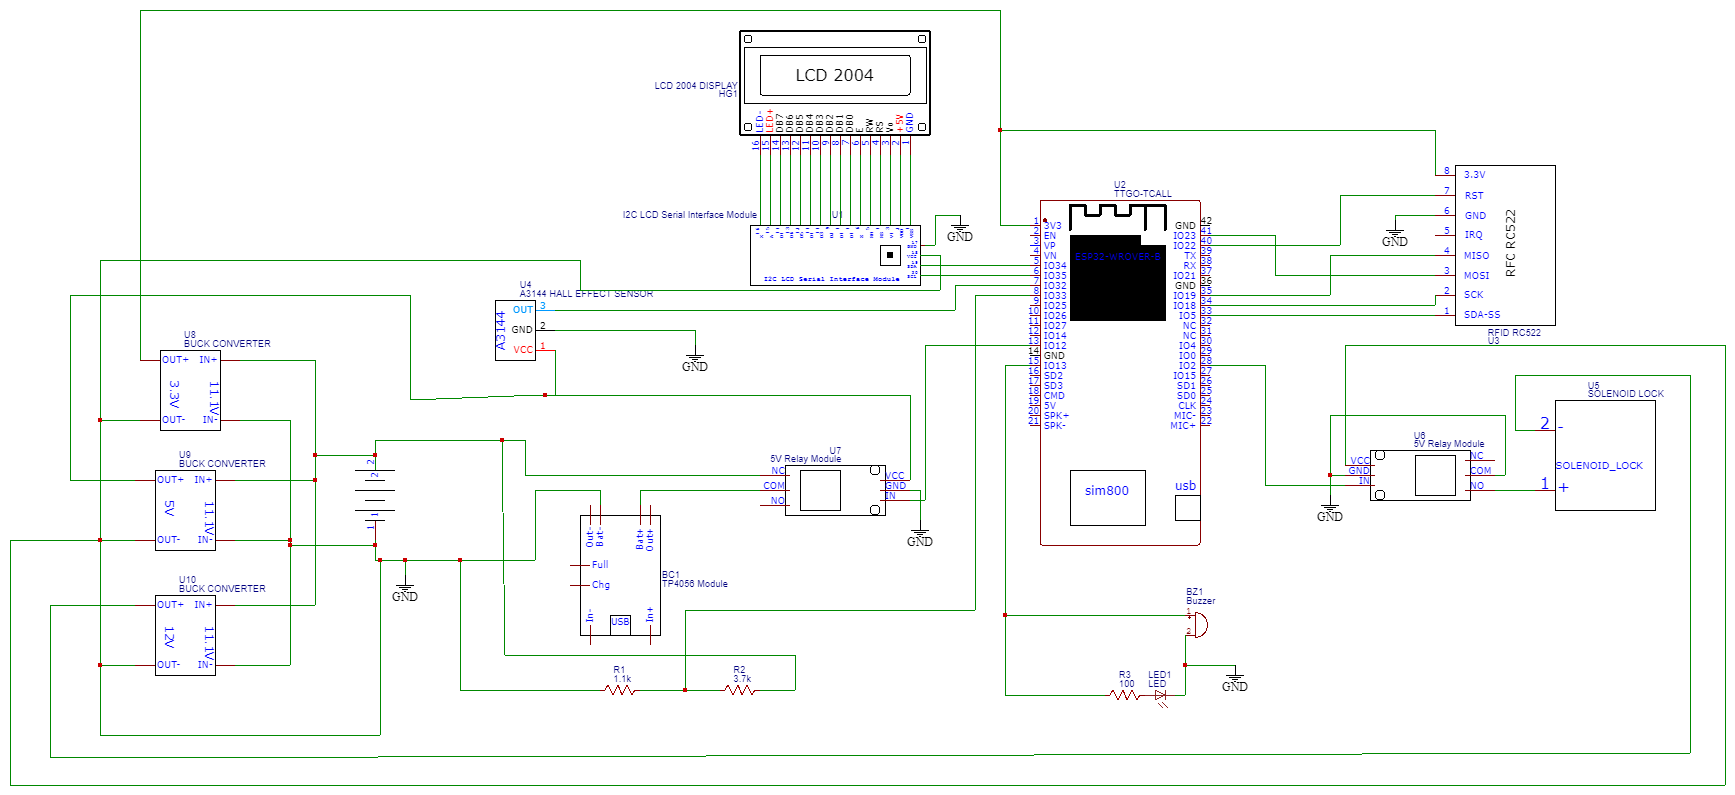 LCD 2004
LCD 2004 DISPLAY
HG1
LED-
LED+
DB7
DB6
DB5
DB4
DB3
DB2
DB1
DB0
E
RW
RS
Vo
+5V
GND
16
15
14
13
12
11
10
9
8
7
6
5
4
3
2
1
I2C LCD Serial Interface Module
U1
I2C LCD Serial Interface Module
GND
U4
A3144 HALL EFFECT SENSOR
A3144
OUT 3
GND 2
VCC 1
GND
U2
TTGO-TCALL
ESP32-WROVER-B
1 3V3
2 EN
3 VP
4 VN
5 IO34
6 IO35
7 IO32
8 IO33
9 IO25
10 IO26
11 IO27
12 IO14
13 IO12
14 GND
15 IO13
16 SD2
17 SD3
18 CMD
19 5V
20 SPK+
21 SPK-
GND 42
IO23 41
IO22 40
TX 39
RX 38
IO21 37
GND 36
IO19 35
IO18 34
IO5 33
NC 32
NC 31
IO4 30
IO0 29
IO2 28
IO15 27
SD1 26
SD0 25
CLK 24
MIC- 23
MIC+ 22
sim800
usb
8 3.3V
7 RST
6 GND
5 IRQ
4 MISO
3 MOSI
2 SCK
1 SDA-SS
RFC RC522
RFID RC522
U3
GND
U8
BUCK CONVERTER
OUT+ IN+
3.3V 11.1V
OUT- IN-
U9
BUCK CONVERTER
OUT+ IN+
5V 11.1V
OUT- IN-
U10
BUCK CONVERTER
OUT+ IN+
12V 11.1V
OUT- IN-
2
2
1
1
GND
U7
5V Relay Module
NC
COM
NO
VCC
GND
IN
GND
Out-
Bat-
Bat+
Out+
Full
Chg
In-
USB
In+
BC1
TP4056 Module
R1
1.1k
R2
3.7k
U6
5V Relay Module
VCC
GND
IN
NC
COM
NO
GND
U5
SOLENOID LOCK
2 -
SOLENOID_LOCK
1 +
BZ1
Buzzer
1
2
R3
100
LED1
LED
GND